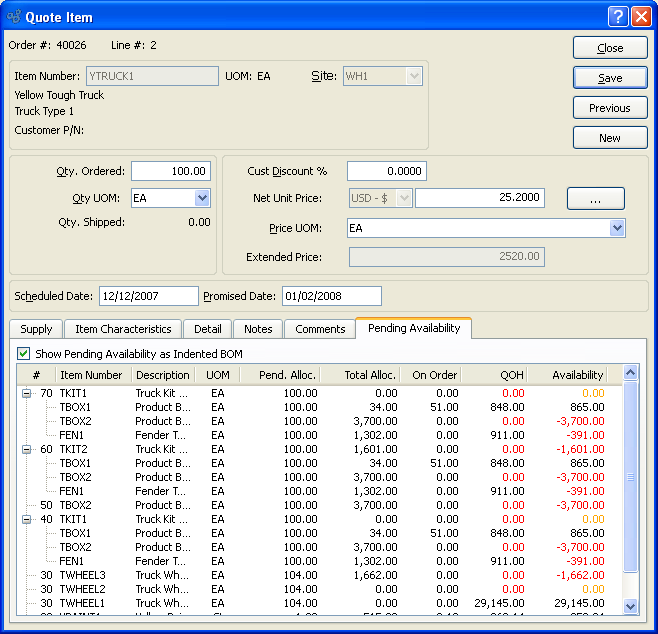 Quote Item
Order #: 40026 Line #: 2
Close
Item Number: YTRUCK1 UOM: EA Site: WH1
Save
Yellow Tough Truck
Truck Type 1
Previous
Customer P/N:
New
Qty. Ordered: 100.00
Cust Discount % 0.0000
Qty UOM: EA
Net Unit Price: USD - $ 25.2000 ...
Qty. Shipped: 0.00
Price UOM: EA
Extended Price: 2520.00
Scheduled Date: 12/12/2007 Promised Date: 01/02/2008
Supply Item Characteristics Detail Notes Comments Pending Availability
Show Pending Availability as Indented BOM
# Item Number Description UOM Pend. Alloc. Total Alloc. On Order QOH Availability
70 TKIT1 Truck Kit ... EA 100.00 0.00 0.00 0.00 0.00
TBOX1 Product B... EA 100.00 34.00 51.00 848.00 865.00
TBOX2 Product B... EA 100.00 3,700.00 0.00 0.00 -3,700.00
FEN1 Fender T... EA 100.00 1,302.00 0.00 911.00 -391.00
60 TKIT2 Truck Kit ... EA 100.00 1,601.00 0.00 0.00 -1,601.00
TBOX1 Product B... EA 100.00 34.00 51.00 848.00 865.00
TBOX2 Product B... EA 100.00 3,700.00 0.00 0.00 -3,700.00
FEN1 Fender T... EA 100.00 1,302.00 0.00 911.00 -391.00
50 TBOX2 Product B... EA 100.00 3,700.00 0.00 0.00 -3,700.00
40 TKIT1 Truck Kit ... EA 100.00 0.00 0.00 0.00 0.00
TBOX1 Product B... EA 100.00 34.00 51.00 848.00 865.00
TBOX2 Product B... EA 100.00 3,700.00 0.00 0.00 -3,700.00
FEN1 Fender T... EA 100.00 1,302.00 0.00 911.00 -391.00
30 TWHEEL3 Truck Wh... EA 104.00 1,662.00 0.00 0.00 -1,662.00
30 TWHEEL2 Truck Wh... EA 104.00 0.00 0.00 0.00 0.00
30 TWHEEL1 Truck Wh... EA 104.00 0.00 0.00 29,145.00 29,145.00